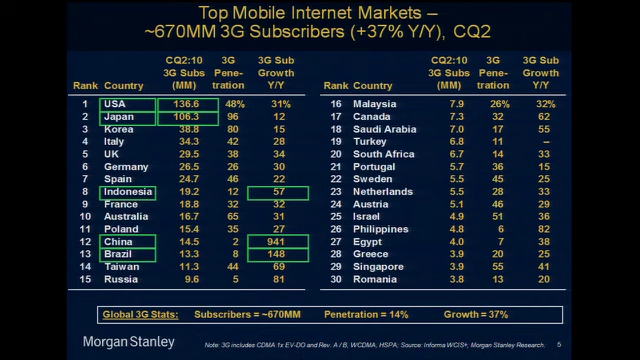 Top Mobile Internet Markets –
~670MM 3G Subscribers (+37% Y/Y), CQ2
CQ2:10 3G 3G Sub
3G Subs Pene- Growth
Rank Country (MM) tration Y/Y
1 USA 136.6 48% 31%
2 Japan 106.3 96 12
3 Korea 38.8 80 15
4 Italy 34.3 42 28
5 UK 29.5 38 34
6 Germany 26.5 26 30
7 Spain 24.7 46 22
8 Indonesia 19.2 12 57
9 France 18.8 32 32
10 Australia 16.7 65 31
11 Poland 15.4 35 27
12 China 14.5 2 941
13 Brazil 13.3 8 148
14 Taiwan 11.3 44 69
15 Russia 9.6 5 81
CQ2:10 3G 3G Sub
3G Subs Pene- Growth
Rank Country (MM) tration Y/Y
16 Malaysia 7.9 26% 32%
17 Canada 7.3 32 62
18 Saudi Arabia 7.0 17 55
19 Turkey 6.8 11 --
20 South Africa 6.7 14 33
21 Portugal 5.7 36 15
22 Sweden 5.5 45 25
23 Netherlands 5.5 28 33
24 Austria 5.1 46 29
25 Israel 4.9 51 36
26 Philippines 4.8 6 82
27 Egypt 4.0 7 38
28 Greece 3.9 20 25
29 Singapore 3.9 55 41
30 Romania 3.8 13 20
Global 3G Stats: Subscribers = ~670MM Penetration = 14% Growth = 37%
Morgan Stanley
Note: 3G includes CDMA 1x EV-DO and Rev. A / B, WCDMA, HSPA; Source: Informa WCIS+, Morgan Stanley Research.
5